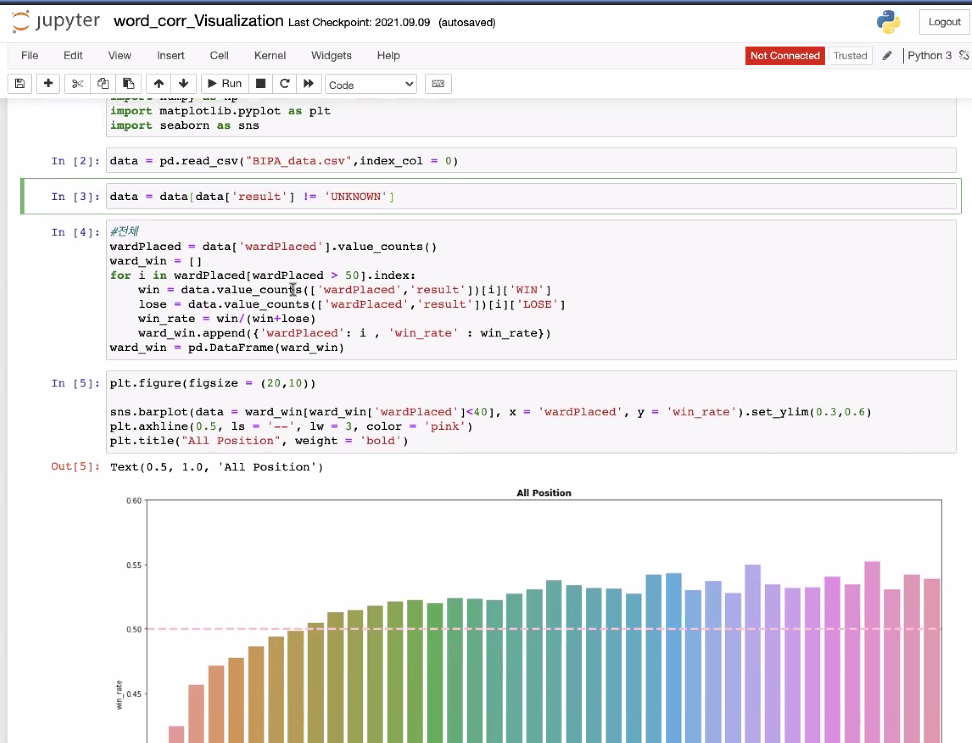 jupyter word_corr_Visualization Last Checkpoint: 2021.09.09 (autosaved)
Logout
File Edit View Insert Cell Kernel Widgets Help
Not Connected Trusted Python 3
Run Code
import numpy as np
import matplotlib.pyplot as plt
import seaborn as sns
In [2]: data = pd.read_csv("BIPA_data.csv",index_col = 0)
In [3]: data = data[data['result'] != 'UNKNOWN']
In [4]: #전체
wardPlaced = data['wardPlaced'].value_counts()
ward_win = []
for i in wardPlaced[wardPlaced > 50].index:
win = data.value_counts(['wardPlaced','result'])[i]['WIN']
lose = data.value_counts(['wardPlaced','result'])[i]['LOSE']
win_rate = win/(win+lose)
ward_win.append({'wardPlaced': i , 'win_rate' : win_rate})
ward_win = pd.DataFrame(ward_win)
In [5]: plt.figure(figsize = (20,10))
sns.barplot(data = ward_win[ward_win['wardPlaced']<40], x = 'wardPlaced', y = 'win_rate').set_ylim(0.3,0.6)
plt.axhline(0.5, ls = '--', lw = 3, color = 'pink')
plt.title("All Position", weight = 'bold')
Out[5]: Text(0.5, 1.0, 'All Position')
All Position
0.60
0.55
0.50
0.45
win_rate